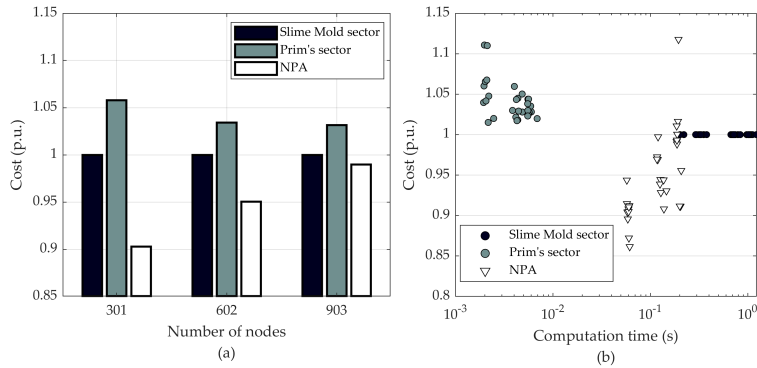 1.15
1.1
1.05
1
0.95
0.9
0.85
Cost (p.u.)
Slime Mold sector
Prim's sector
NPA
301 602 903
Number of nodes
(a)
1.15
1.1
1.05
1
0.95
0.9
0.85
0.8
Cost (p.u.)
Slime Mold sector
Prim's sector
NPA
10-3 10-2 10-1 100
Computation time (s)
(b)